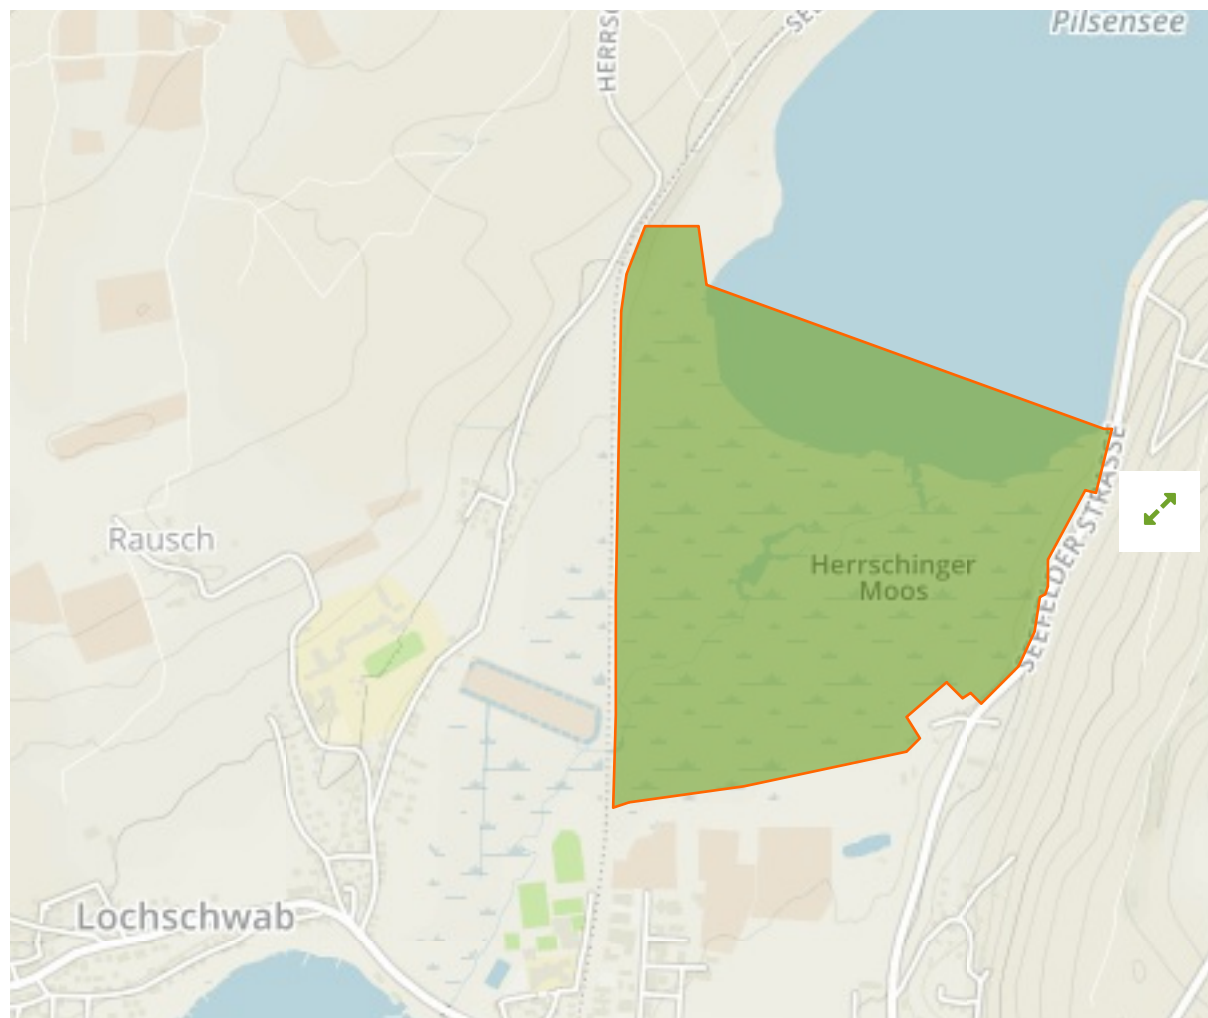 Pilsensee
Rausch
Herrschinger
Moos
SEEFELDER STRASSE
Lochschwab